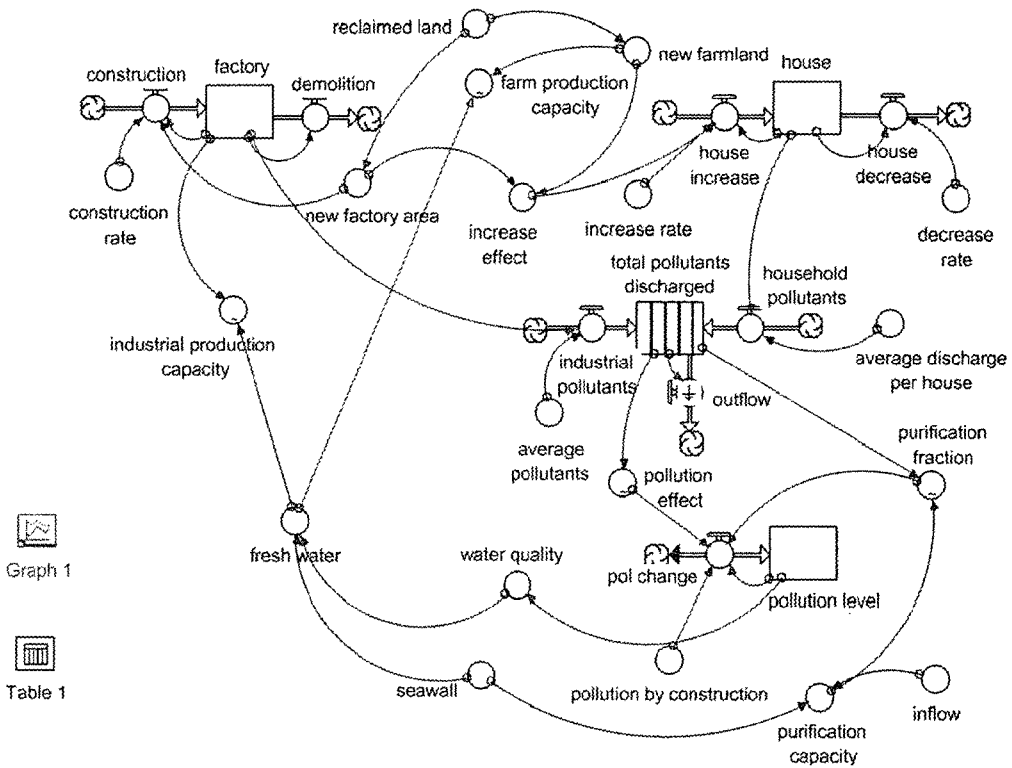 reclaimed land
construction
factory
demolition
new farmland
house
farm production
capacity
house
increase
house
decrease
construction
rate
new factory area
increase
effect
increase rate
decrease
rate
total pollutants
discharged
household
pollutants
industrial production
capacity
industrial
pollutants
average discharge
per house
outflow
average
pollutants
purification
fraction
pollution
effect
Graph 1
fresh water
water quality
pol change
pollution level
Table 1
seawall
pollution by construction
inflow
purification
capacity